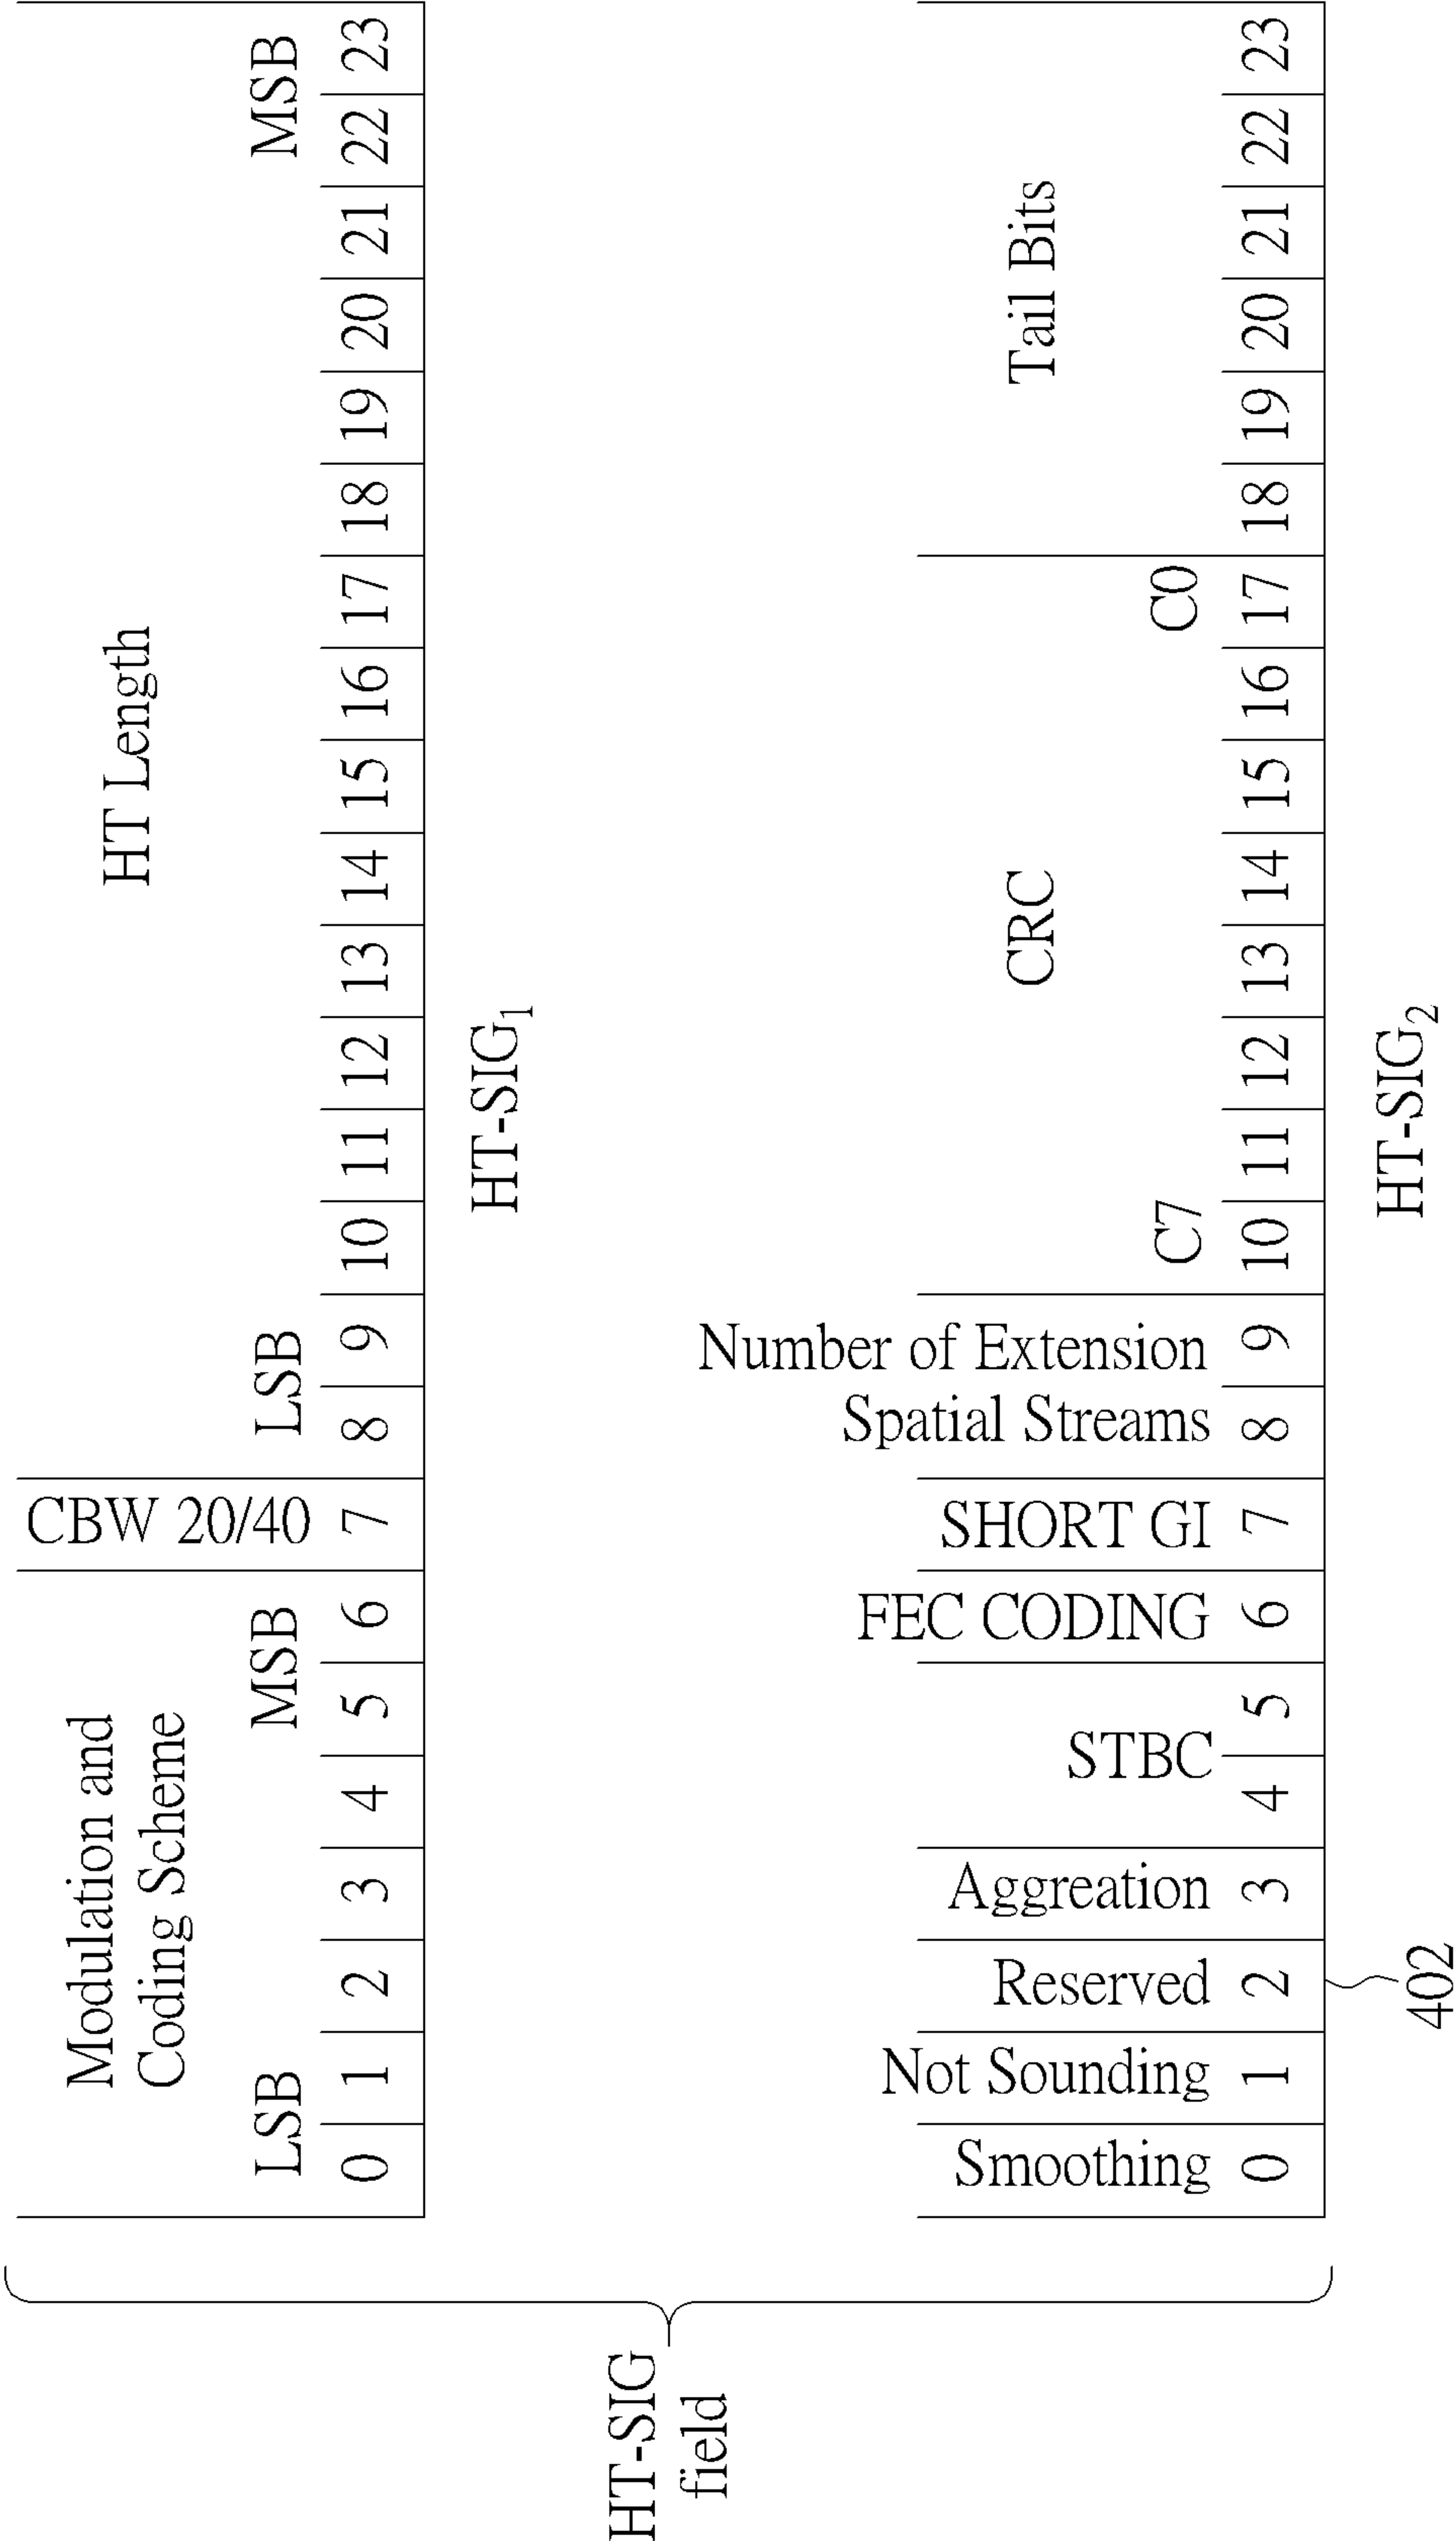 HT-SIG
field
Modulation and
Coding Scheme
CBW 20/40
HT Length
LSB
MSB
LSB
MSB
0 1 2 3 4 5 6 7 8 9 10 11 12 13 14 15 16 17 18 19 20 21 22 23
HT-SIG1
Smoothing
Not Sounding
Reserved
Aggreation
STBC
FEC CODING
SHORT GI
Number of Extension
Spatial Streams
CRC
C7
C0
Tail Bits
0 1 2 3 4 5 6 7 8 9 10 11 12 13 14 15 16 17 18 19 20 21 22 23
402
HT-SIG2